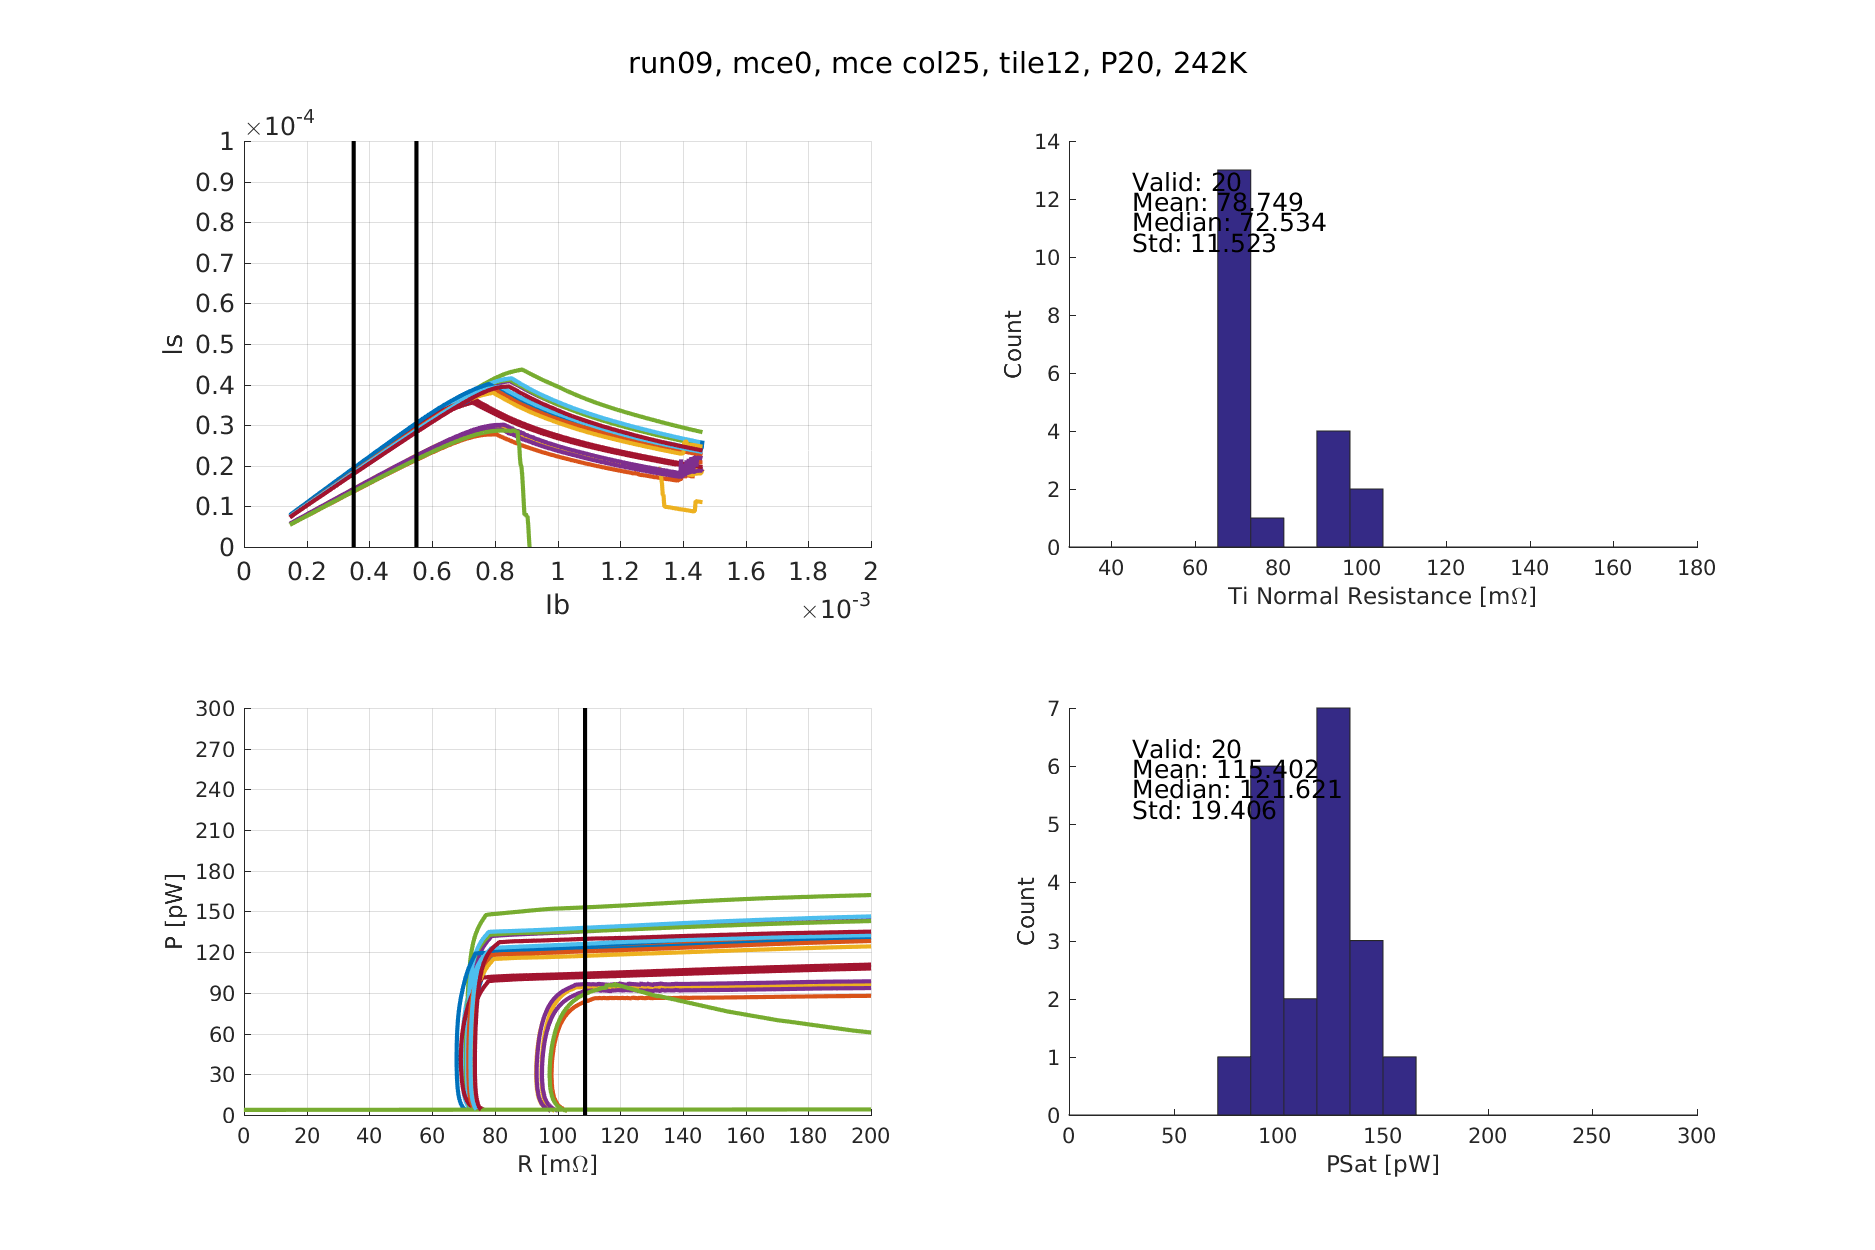 run09, mce0, mce col25, tile12, P20, 242K
×10-4
1
0.9
0.8
0.7
0.6
0.5
0.4
0.3
0.2
0.1
0
Is
0 0.2 0.4 0.6 0.8 1 1.2 1.4 1.6 1.8 2
Ib
×10-3
14
12
10
8
6
4
2
0
Count
Valid: 20
Mean: 78.749
Median: 72.534
Std: 11.523
40 60 80 100 120 140 160 180
Ti Normal Resistance [mΩ]
300
270
240
210
180
150
120
90
60
30
0
P [pW]
0 20 40 60 80 100 120 140 160 180 200
R [mΩ]
7
6
5
4
3
2
1
0
Count
Valid: 20
Mean: 115.402
Median: 121.621
Std: 19.406
0 50 100 150 200 250 300
PSat [pW]